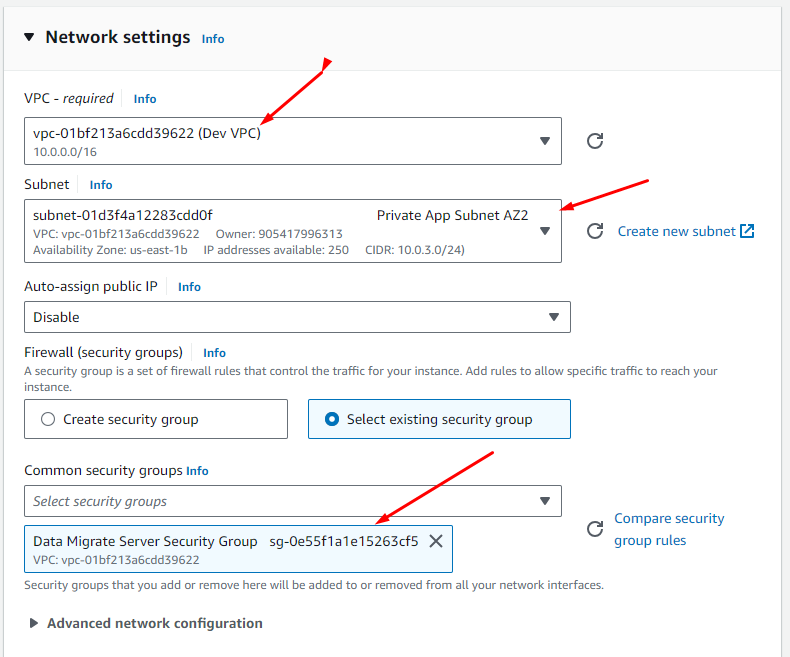 Network settings Info
VPC - required Info
vpc-01bf213a6cdd39622 (Dev VPC)
10.0.0.0/16
Subnet Info
subnet-01d3f4a12283cdd0f Private App Subnet AZ2
VPC: vpc-01bf213a6cdd39622 Owner: 905417996313
Availability Zone: us-east-1b IP addresses available: 250 CIDR: 10.0.3.0/24)
Create new subnet
Auto-assign public IP Info
Disable
Firewall (security groups) Info
A security group is a set of firewall rules that control the traffic for your instance. Add rules to allow specific traffic to reach your
instance.
Create security group
Select existing security group
Common security groups Info
Select security groups
Data Migrate Server Security Group sg-0e55f1a1e15263cf5
VPC: vpc-01bf213a6cdd39622
Compare security
group rules
Security groups that you add or remove here will be added to or removed from all your network interfaces.
Advanced network configuration